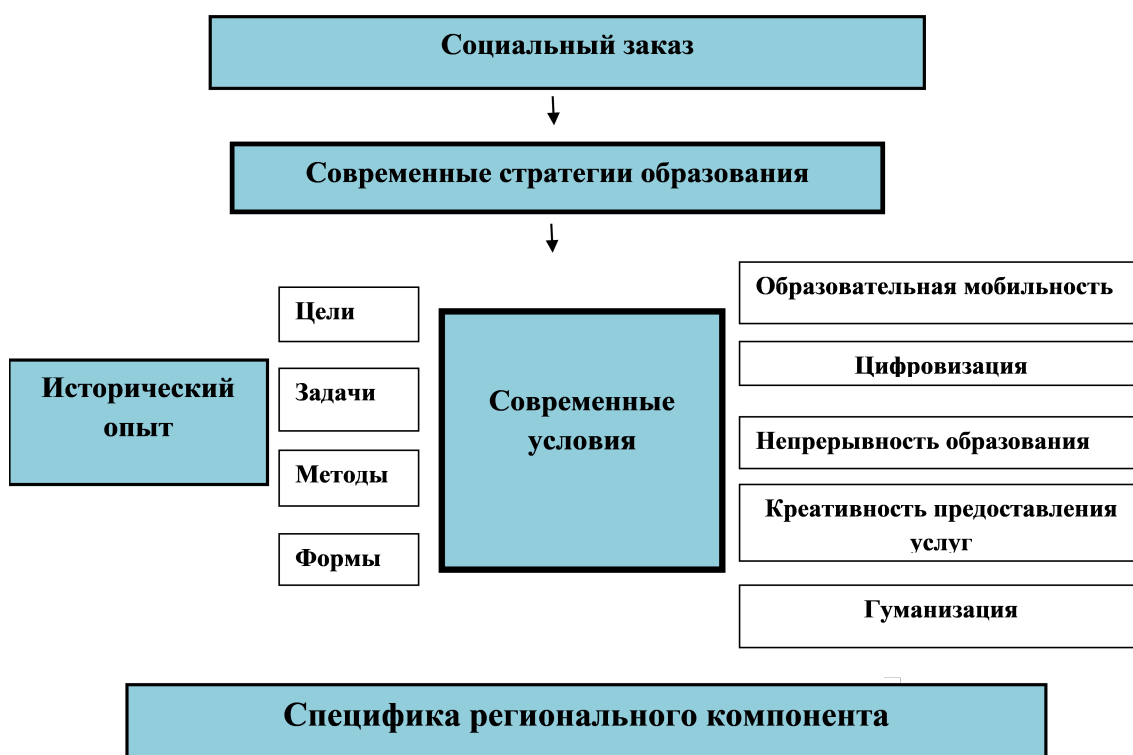 Социальный заказ
Современные стратегии образования
Исторический
опыт
Цели
Задачи
Методы
Формы
Современные
условия
Образовательная мобильность
Цифровизация
Непрерывность образования
Креативность предоставления
услуг
Гуманизация
Специфика регионального компонента